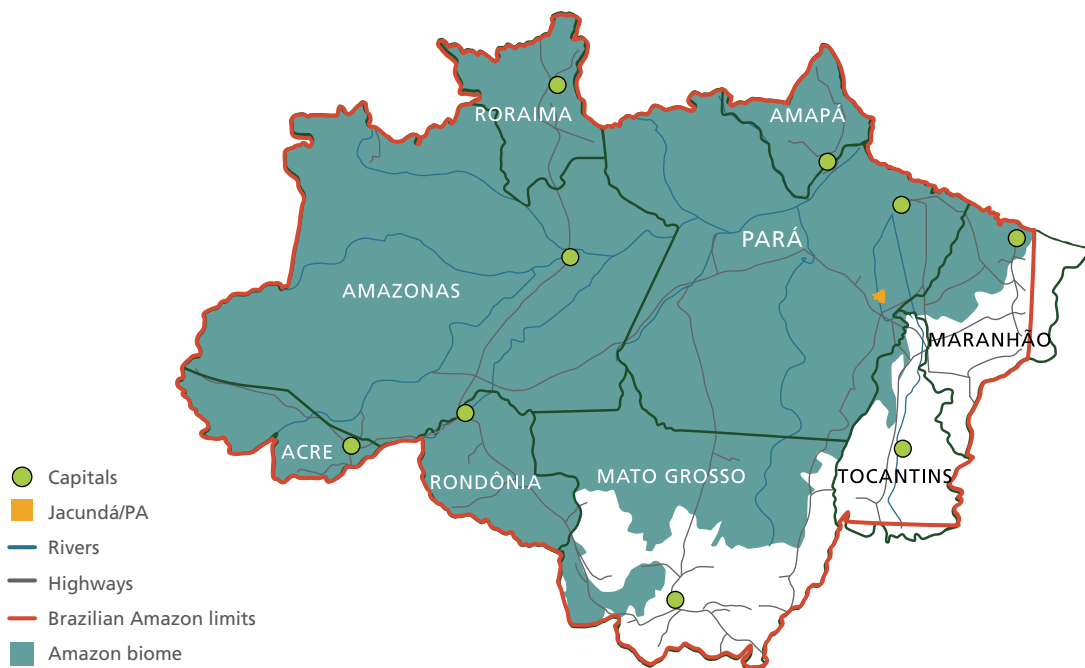 RORAIMA
AMAPÁ
PARÁ
AMAZONAS
MARANHÃO
ACRE
RONDÔNIA
MATO GROSSO
TOCANTINS
Capitals
Jacundá/PA
Rivers
Highways
Brazilian Amazon limits
Amazon biome